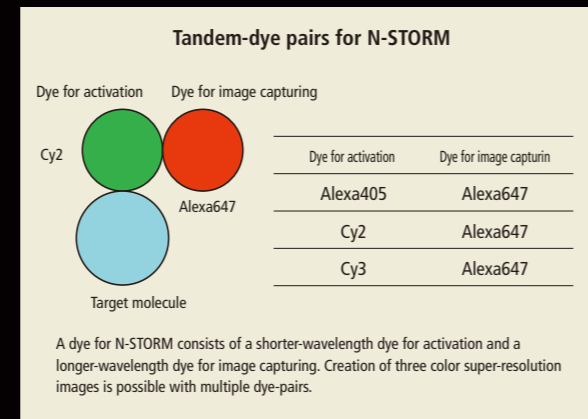 Tandem-dye pairs for N-STORM
Dye for activation
Dye for image capturing
Cy2
Alexa647
Target molecule
Dye for activation Dye for image capturin
Alexa405 Alexa647
Cy2 Alexa647
Cy3 Alexa647
A dye for N-STORM consists of a shorter-wavelength dye for activation and a
longer-wavelength dye for image capturing. Creation of three color super-resolution
images is possible with multiple dye-pairs.